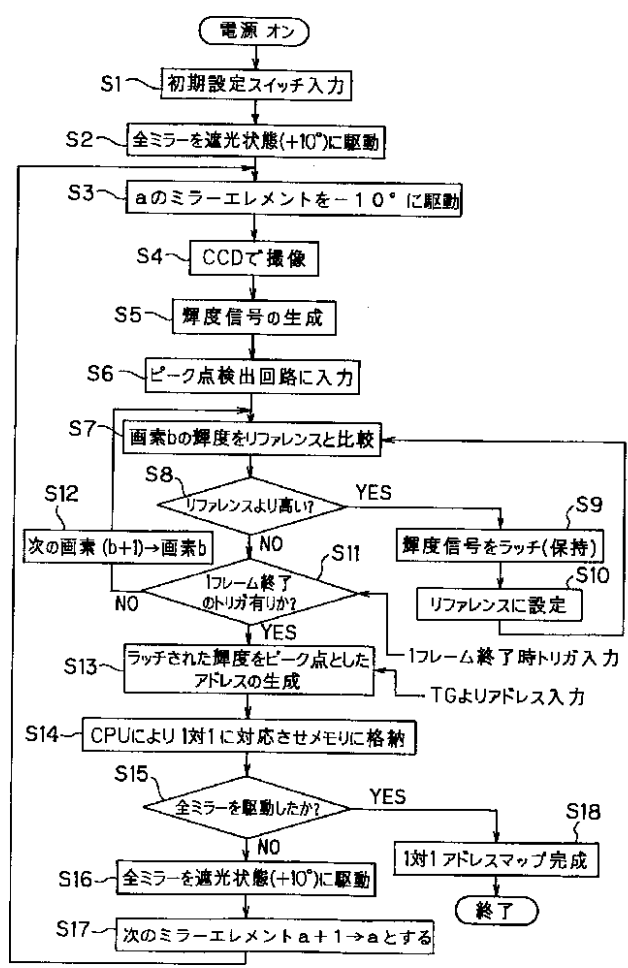 電源 オン
S1
初期設定スイッチ入力
S2
全ミラーを遮光状態(+10°)に駆動
S3
aのミラーエレメントを−10°に駆動
S4
CCDで撮像
S5
輝度信号の生成
S6
ピーク点検出回路に入力
S7
画素bの輝度をリファレンスと比較
S8
リファレンスより高い?
YES
NO
S9
輝度信号をラッチ(保持)
S10
リファレンスに設定
S12
次の画素(b+1)→画素b
S11
1フレーム終了
のトリガ有りか?
NO
YES
1フレーム終了時トリガ入力
S13
ラッチされた輝度をピーク点とした
アドレスの生成
TGよりアドレス入力
S14
CPUにより1対1に対応させメモリに格納
S15
全ミラーを駆動したか?
YES
NO
S18
1対1アドレスマップ完成
終了
S16
全ミラーを遮光状態(+10°)に駆動
S17
次のミラーエレメントa+1→aとする